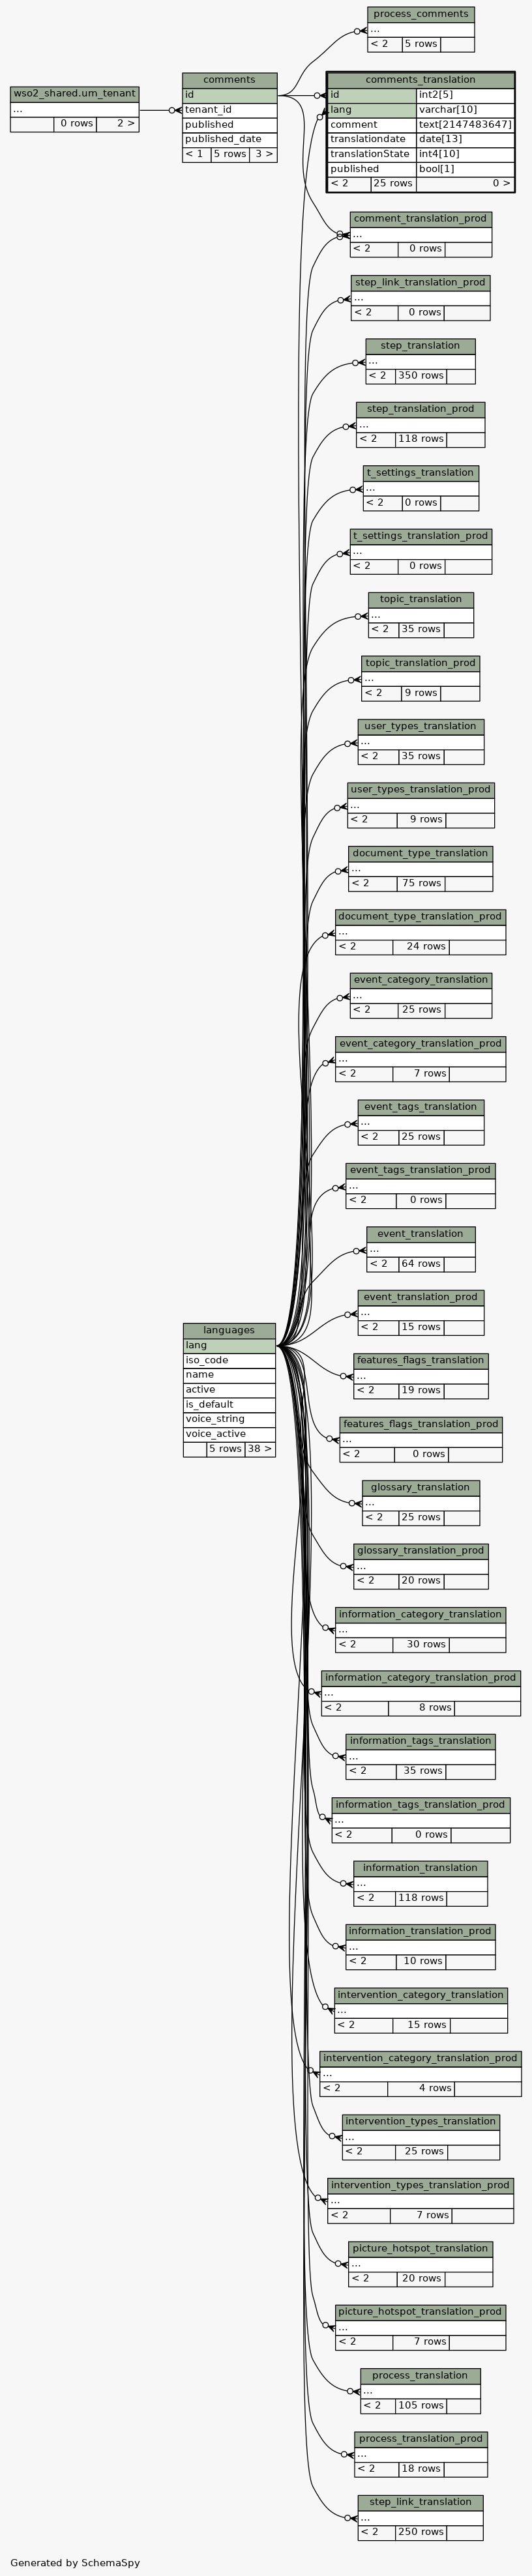 process_comments
...
< 2 5 rows
wso2_shared.um_tenant
...
0 rows 2 >
comments
id
tenant_id
published
published_date
< 1 5 rows 3 >
comments_translation
id int2[5]
lang varchar[10]
comment text[2147483647]
translationdate date[13]
translationState int4[10]
published bool[1]
< 2 25 rows 0 >
comment_translation_prod
...
< 2 0 rows
step_link_translation_prod
...
< 2 0 rows
step_translation
...
< 2 350 rows
step_translation_prod
...
< 2 118 rows
t_settings_translation
...
< 2 0 rows
t_settings_translation_prod
...
< 2 0 rows
topic_translation
...
< 2 35 rows
topic_translation_prod
...
< 2 9 rows
user_types_translation
...
< 2 35 rows
user_types_translation_prod
...
< 2 9 rows
document_type_translation
...
< 2 75 rows
document_type_translation_prod
...
< 2 24 rows
event_category_translation
...
< 2 25 rows
event_category_translation_prod
...
< 2 7 rows
event_tags_translation
...
< 2 25 rows
event_tags_translation_prod
...
< 2 0 rows
event_translation
...
< 2 64 rows
event_translation_prod
...
< 2 15 rows
languages
lang
iso_code
name
active
is_default
voice_string
voice_active
5 rows 38 >
features_flags_translation
...
< 2 19 rows
features_flags_translation_prod
...
< 2 0 rows
glossary_translation
...
< 2 25 rows
glossary_translation_prod
...
< 2 20 rows
information_category_translation
...
< 2 30 rows
information_category_translation_prod
...
< 2 8 rows
information_tags_translation
...
< 2 35 rows
information_tags_translation_prod
...
< 2 0 rows
information_translation
...
< 2 118 rows
information_translation_prod
...
< 2 10 rows
intervention_category_translation
...
< 2 15 rows
intervention_category_translation_prod
...
< 2 4 rows
intervention_types_translation
...
< 2 25 rows
intervention_types_translation_prod
...
< 2 7 rows
picture_hotspot_translation
...
< 2 20 rows
picture_hotspot_translation_prod
...
< 2 7 rows
process_translation
...
< 2 105 rows
process_translation_prod
...
< 2 18 rows
step_link_translation
...
< 2 250 rows
Generated by SchemaSpy